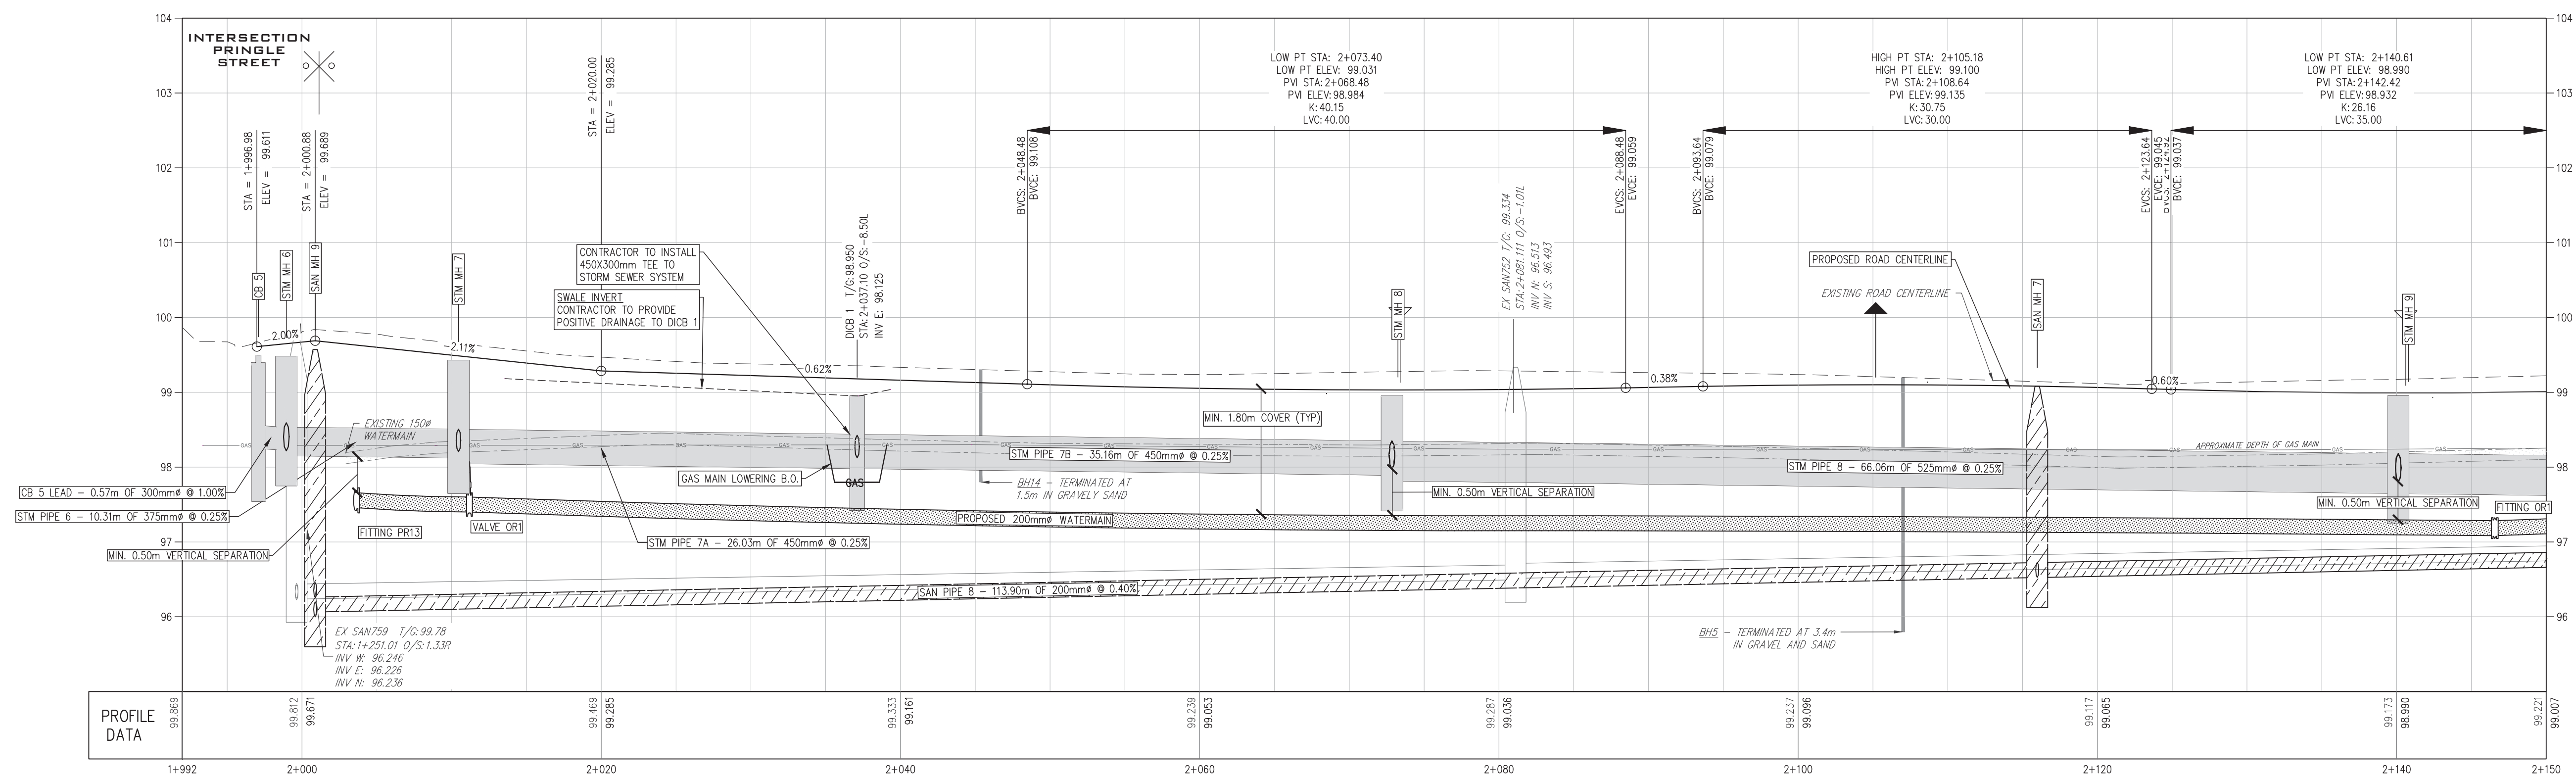 104
103
102
101
100
99
98
97
96
104
103
102
101
100
99
98
97
96
INTERSECTION
PRINGLE
STREET
STA = 1+996.98
ELEV = 99.611
STA = 2+000.88
ELEV = 99.689
STA = 2+020.00
ELEV = 99.285
CB 5
STM MH 6
SAN MH 9
STM MH 7
2.00%
-2.11%
-0.62%
0.38%
-0.60%
CONTRACTOR TO INSTALL
450X300mm TEE TO
STORM SEWER SYSTEM
SWALE INVERT
CONTRACTOR TO PROVIDE
POSITIVE DRAINAGE TO DICB 1
DICB 1 T/G:98.950
STA:2+037.10 O/S:-8.50L
INV E: 98.125
BVCS: 2+048.48
BVCE: 99.108
LOW PT STA: 2+073.40
LOW PT ELEV: 99.031
PVI STA:2+068.48
PVI ELEV:98.984
K:40.15
LVC:40.00
EVCS: 2+088.48
EVCE: 99.059
BVCS: 2+093.64
BVCE: 99.079
HIGH PT STA: 2+105.18
HIGH PT ELEV: 99.100
PVI STA:2+108.64
PVI ELEV:99.135
K:30.75
LVC:30.00
EVCS: 2+123.64
EVCE: 99.045
BVCS: 2+124.92
BVCE: 99.037
LOW PT STA: 2+140.61
LOW PT ELEV: 98.990
PVI STA:2+142.42
PVI ELEV:98.932
K:26.16
LVC:35.00
STM MH 8
EX SAN752 T/G: 99.334
STA:2+081.111 O/S:-1.01L
INV N: 96.513
INV S: 96.493
PROPOSED ROAD CENTERLINE
EXISTING ROAD CENTERLINE
SAN MH 7
STM MH 9
EXISTING 150ø
WATERMAIN
MIN. 1.80m COVER (TYP)
STM PIPE 7B - 35.16m OF 450mmø @ 0.25%
STM PIPE 8 - 66.06m OF 525mmø @ 0.25%
APPROXIMATE DEPTH OF GAS MAIN
GAS MAIN LOWERING B.O.
GAS
BH14 - TERMINATED AT
1.5m IN GRAVELY SAND
MIN. 0.50m VERTICAL SEPARATION
MIN. 0.50m VERTICAL SEPARATION
FITTING OR1
CB 5 LEAD - 0.57m OF 300mmø @ 1.00%
STM PIPE 6 - 10.31m OF 375mmø @ 0.25%
MIN. 0.50m VERTICAL SEPARATION
FITTING PR13
VALVE OR1
PROPOSED 200mmø WATERMAIN
STM PIPE 7A - 26.03m OF 450mmø @ 0.25%
SAN PIPE 8 - 113.90m OF 200mmø @ 0.40%
EX SAN759 T/G:99.78
STA:1+251.01 O/S:1.33R
INV W: 96.246
INV E: 96.226
INV N: 96.236
BH5 - TERMINATED AT 3.4m
IN GRAVEL AND SAND
PROFILE
DATA
99.869
99.812
99.671
99.469
99.285
99.333
99.161
99.239
99.053
99.287
99.036
99.237
99.096
99.117
99.065
99.173
98.990
99.221
99.007
1+992
2+000
2+020
2+040
2+060
2+080
2+100
2+120
2+140
2+150